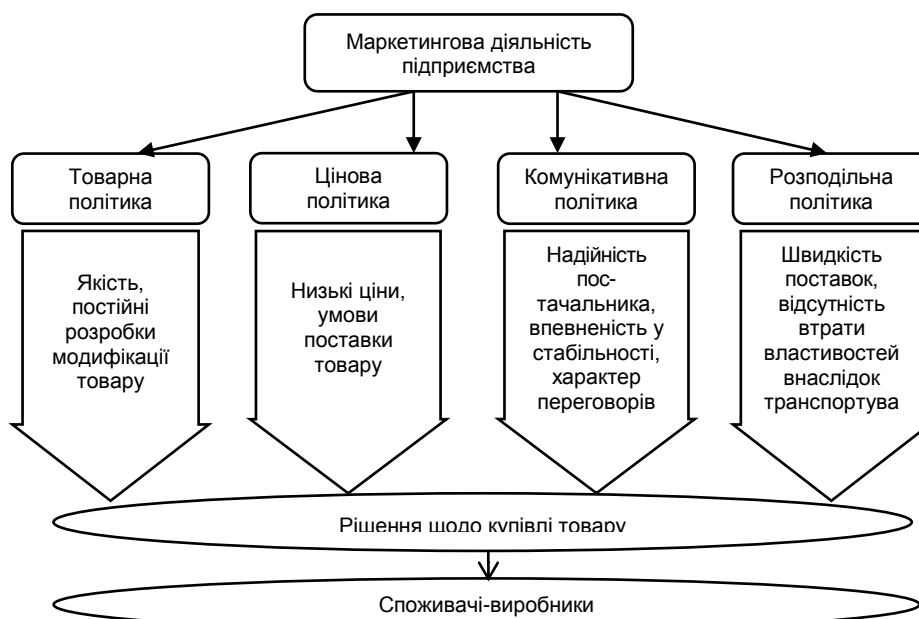 Маркетингова діяльність
підприємства
Товарна
політика
Цінова
політика
Комунікативна
політика
Розподільна
політика
Якість,
постійні
розробки
модифікації
товару
Низькі ціни,
умови
поставки
товару
Надійність
пос-
тачальника,
впевненість у
стабільності,
характер
переговорів
Швидкість
поставок,
відсутність
втрати
властивостей
внаслідок
транспортува
Рішення щодо купівлі товару
Споживачі-виробники